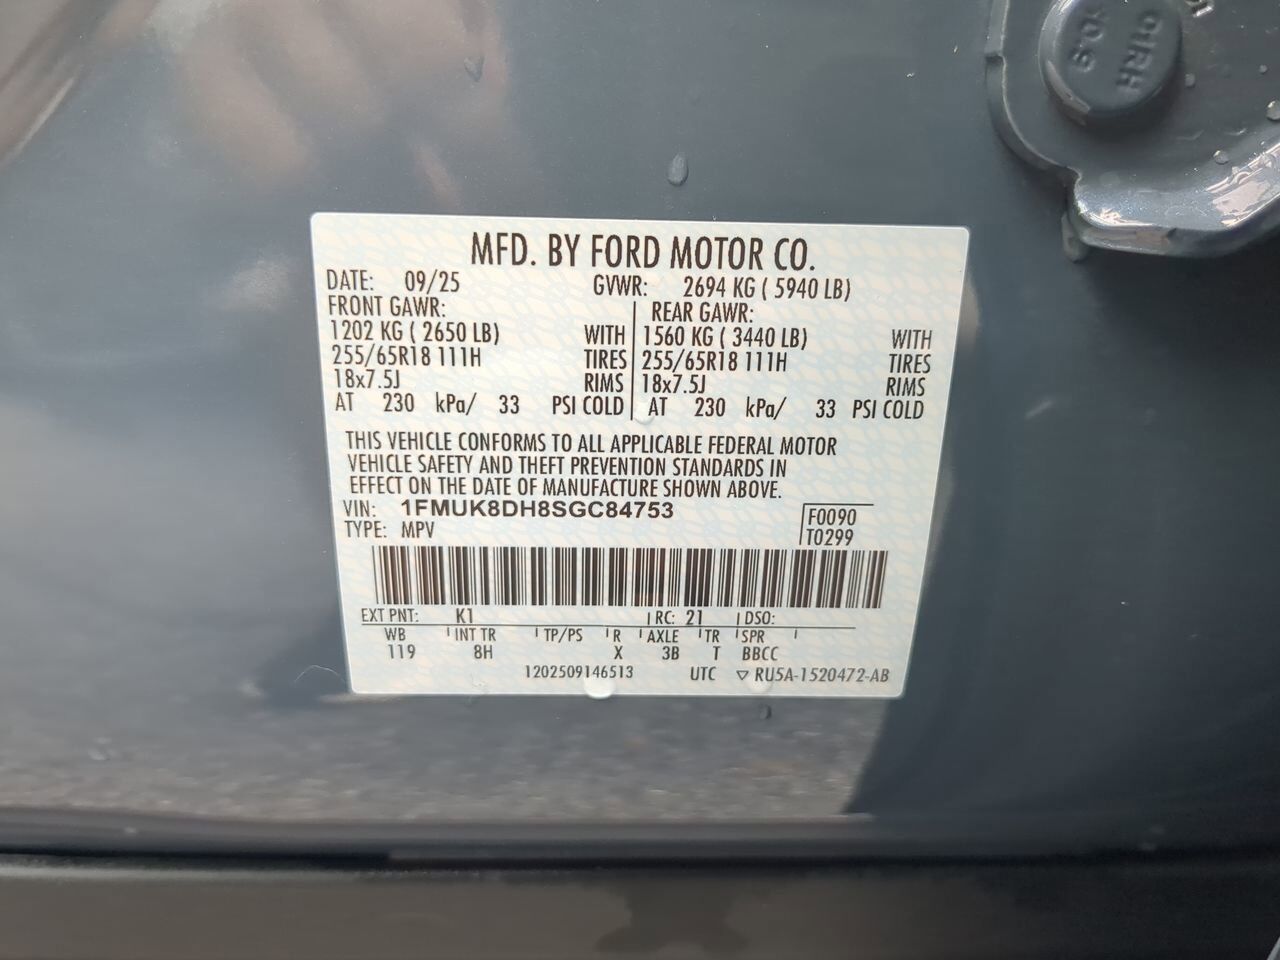 01RH
10.9
MFD. BY FORD MOTOR CO.
DATE: 09/25 GVWR: 2694 KG ( 5940 LB)
FRONT GAWR: REAR GAWR:
1202 KG ( 2650 LB) WITH 1560 KG ( 3440 LB) WITH
255/65R18 111H TIRES 255/65R18 111H TIRES
18x7.5J RIMS 18x7.5J RIMS
AT 230 kPa/ 33 PSI COLD AT 230 kPa/ 33 PSI COLD
THIS VEHICLE CONFORMS TO ALL APPLICABLE FEDERAL MOTOR
VEHICLE SAFETY AND THEFT PREVENTION STANDARDS IN
EFFECT ON THE DATE OF MANUFACTURE SHOWN ABOVE.
VIN: 1FMUK8DH8SGC84753 F0090
TYPE: MPV T0299
EXT PNT: K1 RC: 21 DSO:
WB INT TR TP/PS R AXLE TR SPR
119 8H X 3B T BBCC
1202509146513 UTC ▽ RU5A-1520472-AB